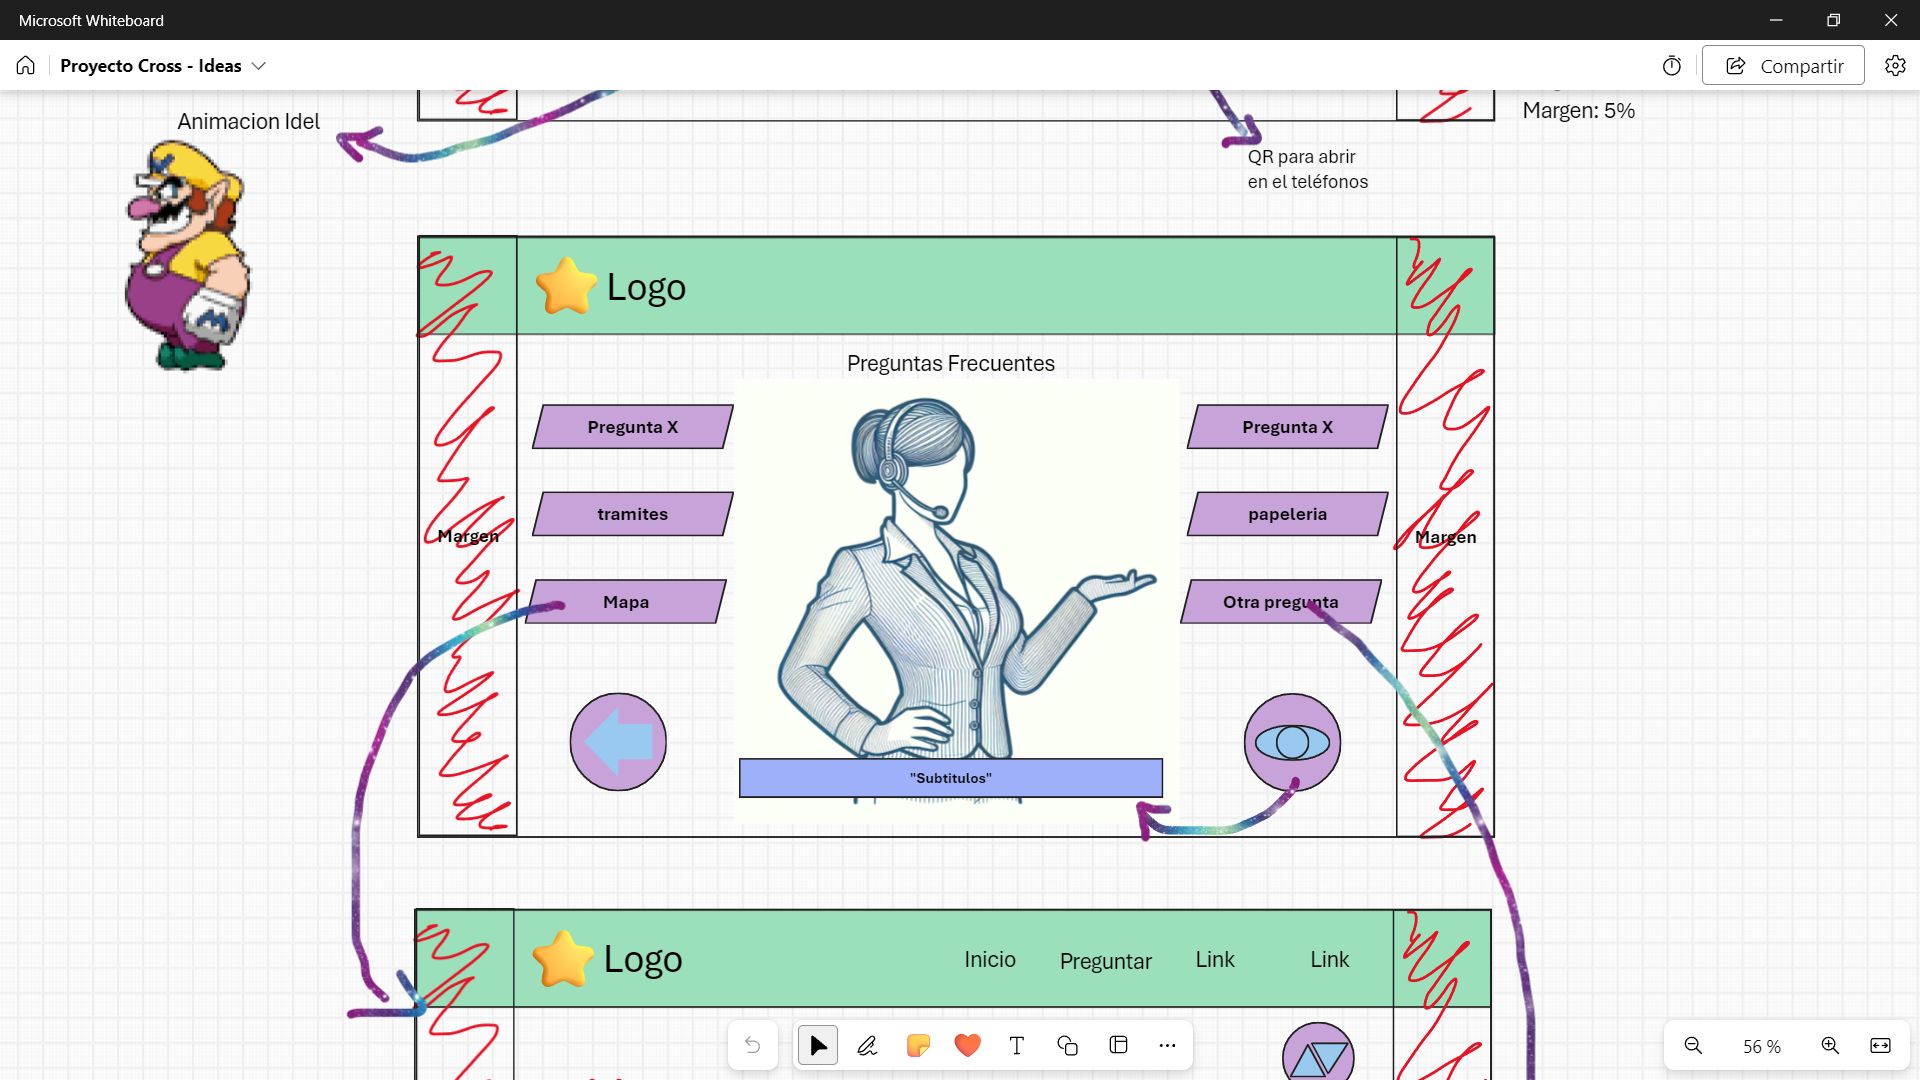 Microsoft Whiteboard
Proyecto Cross - Ideas
Compartir
Animacion Idel
Margen: 5%
QR para abrir
en el teléfonos
Logo
Preguntas Frecuentes
Pregunta X
Pregunta X
tramites
papeleria
Margen
Margen
Mapa
Otra pregunta
"Subtitulos"
Logo
Inicio
Preguntar
Link
Link
56 %